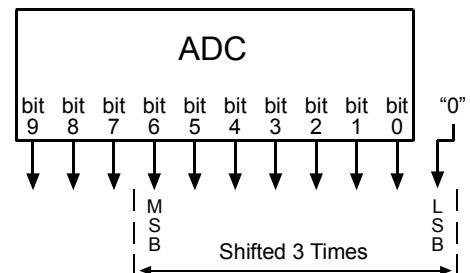 ADC
bit bit bit bit bit bit bit bit bit bit “0”
9 8 7 6 5 4 3 2 1 0
MSB LSB
Shifted 3 Times